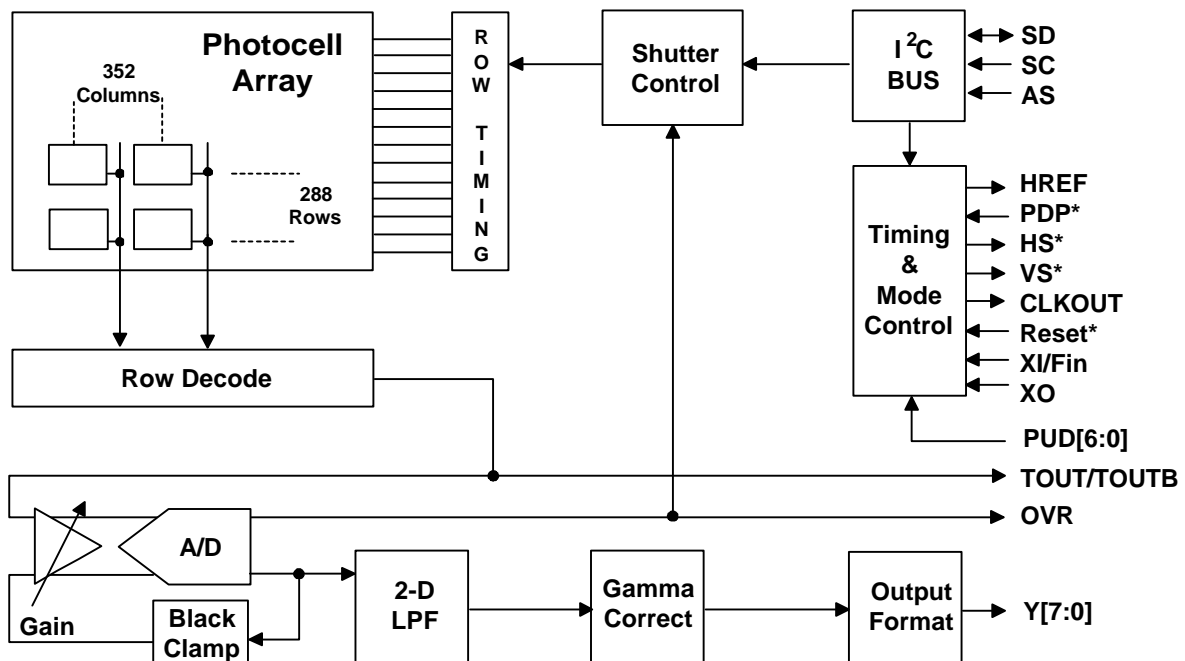 Photocell
Array
352
Columns
288
Rows
R
O
W
T
I
M
I
N
G
Shutter
Control
I²C
BUS
SD
SC
AS
HREF
PDP*
HS*
VS*
CLKOUT
Reset*
XI/Fin
XO
PUD[6:0]
Timing
&
Mode
Control
Row Decode
TOUT/TOUTB
OVR
A/D
Gain
Black
Clamp
2-D
LPF
Gamma
Correct
Output
Format
Y[7:0]